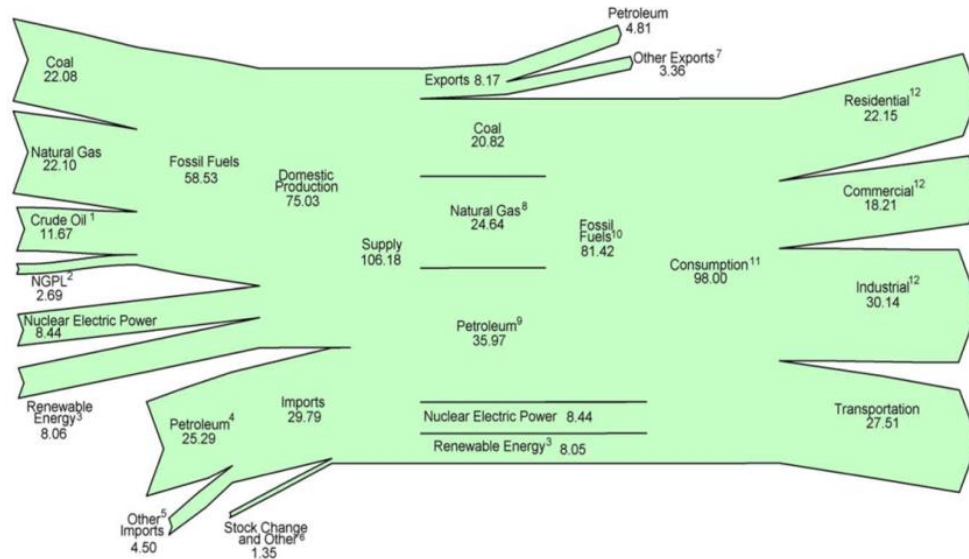 Coal
22.08
Natural Gas
22.10
Crude Oil 1
11.67
NGPL2
2.69
Nuclear Electric Power
8.44
Renewable
Energy3
8.06
Fossil Fuels
58.53
Domestic
Production
75.03
Petroleum4
25.29
Other5
Imports
4.50
Imports
29.79
Stock Change
and Other6
1.35
Supply
106.18
Exports 8.17
Petroleum
4.81
Other Exports7
3.36
Coal
20.82
Natural Gas8
24.64
Petroleum9
35.97
Nuclear Electric Power 8.44
Renewable Energy3 8.05
Fossil
Fuels10
81.42
Consumption11
98.00
Residential12
22.15
Commercial12
18.21
Industrial12
30.14
Transportation
27.51